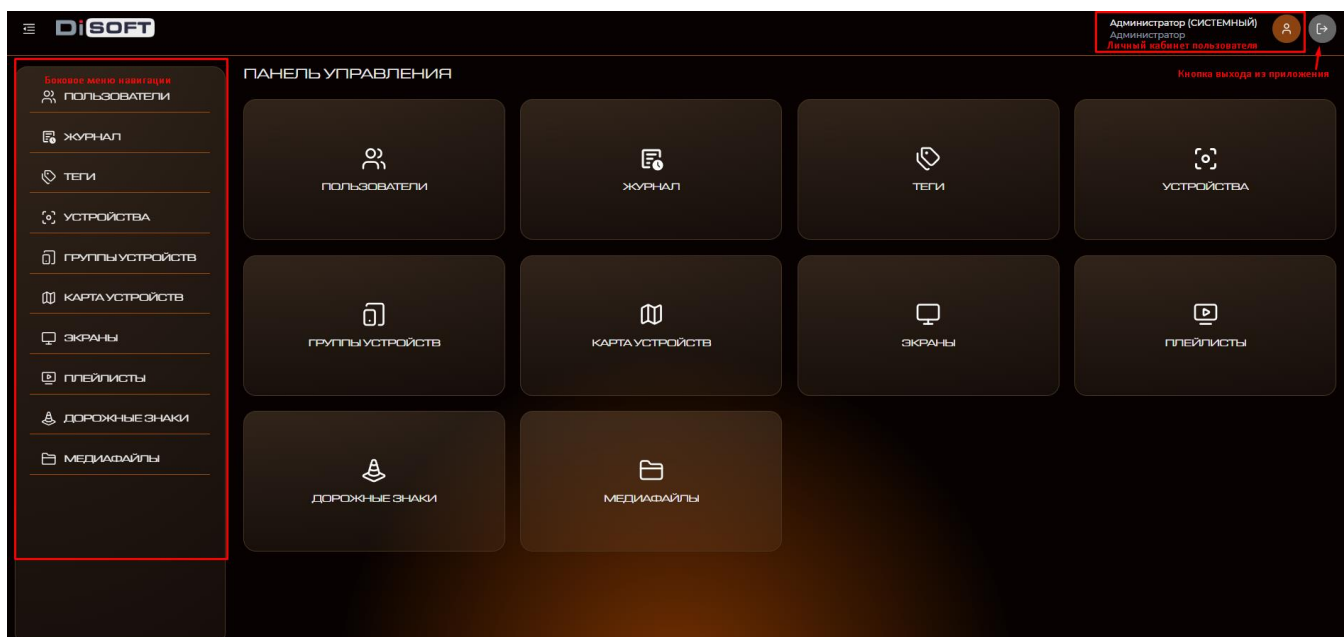 DiSOFT
Администратор (СИСТЕМНЫЙ)
Администратор
Личный кабинет пользователя
Кнопка выхода из приложения
Боковое меню навигации
ПОЛЬЗОВАТЕЛИ
ЖУРНАЛ
ТЕГИ
УСТРОЙСТВА
ГРУППЫ УСТРОЙСТВ
КАРТА УСТРОЙСТВ
ЭКРАНЫ
ПЛЕЙЛИСТЫ
ДОРОЖНЫЕ ЗНАКИ
МЕДИАФАЙЛЫ
ПАНЕЛЬ УПРАВЛЕНИЯ
ПОЛЬЗОВАТЕЛИ
ЖУРНАЛ
ТЕГИ
УСТРОЙСТВА
ГРУППЫ УСТРОЙСТВ
КАРТА УСТРОЙСТВ
ЭКРАНЫ
ПЛЕЙЛИСТЫ
ДОРОЖНЫЕ ЗНАКИ
МЕДИАФАЙЛЫ